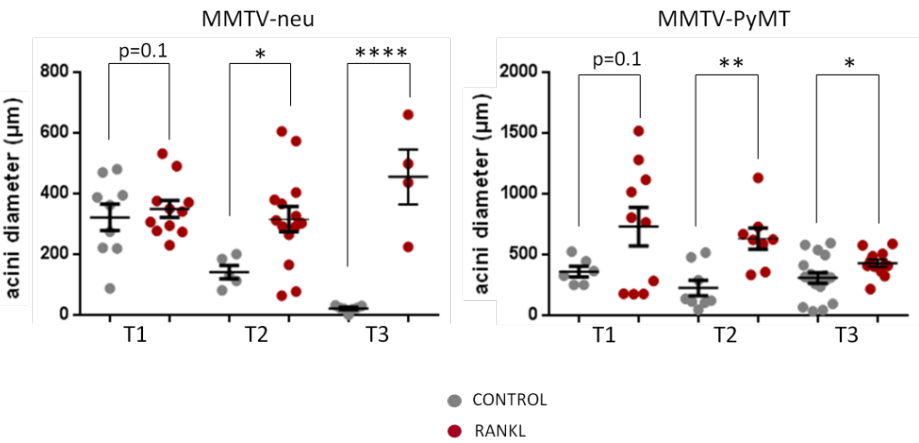 MMTV-neu
acini diameter (µm)
800
600
400
200
0
p=0.1
*
****
T1
T2
T3
MMTV-PyMT
acini diameter (µm)
2000
1500
1000
500
0
p=0.1
**
*
T1
T2
T3
CONTROL
RANKL